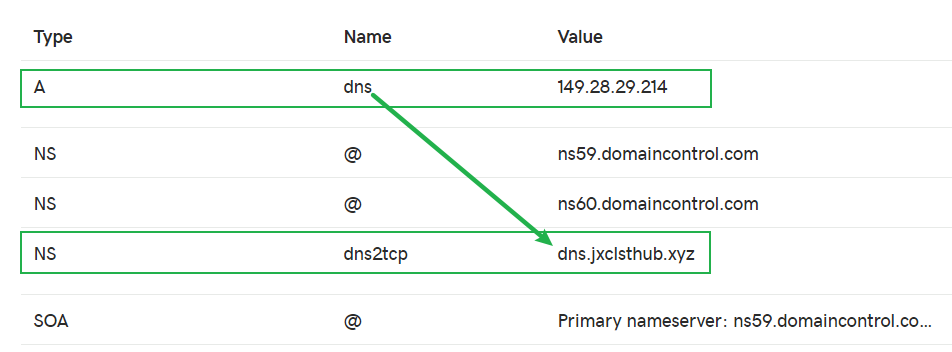 Type Name Value
A dns 149.28.29.214
NS @ ns59.domaincontrol.com
NS @ ns60.domaincontrol.com
NS dns2tcp dns.jxclsthub.xyz
SOA @ Primary nameserver: ns59.domaincontrol.co...